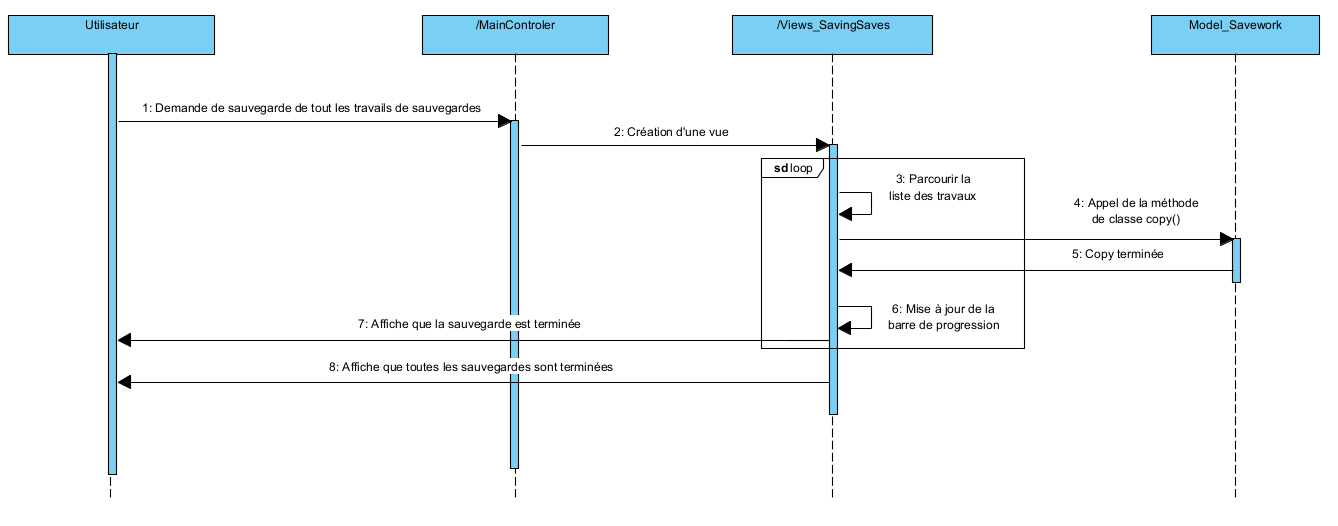 Utilisateur
/MainControler
/Views_SavingSaves
Model_Savework
1: Demande de sauvegarde de tout les travails de sauvegardes
2: Création d'une vue
sd loop
3: Parcourir la
liste des travaux
4: Appel de la méthode
de classe copy()
5: Copy terminée
6: Mise à jour de la
barre de progression
7: Affiche que la sauvegarde est terminée
8: Affiche que toutes les sauvegardes sont terminées